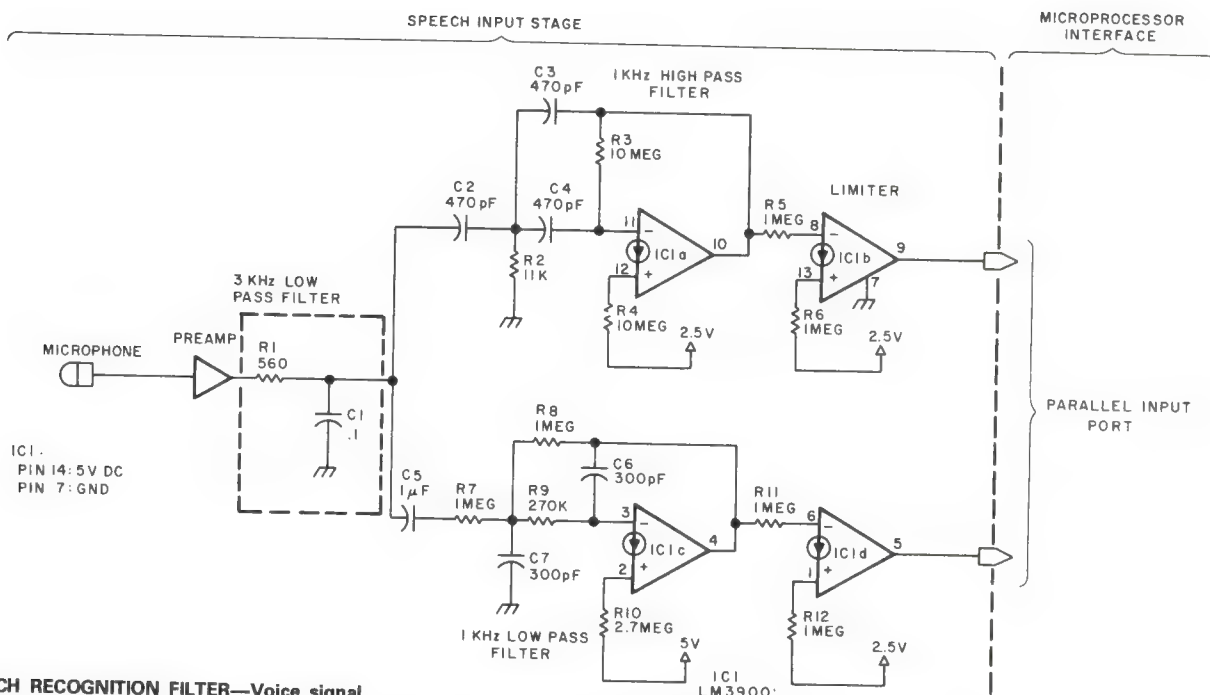 SPEECH INPUT STAGE
MICROPROCESSOR
INTERFACE
C3
470pF
1KHz HIGH PASS
FILTER
R3
10MEG
C2
470pF
C4
470pF
R2
11K
11
-
12
+
IC1a
10
R4
10MEG
2.5V
LIMITER
R5
1MEG
8
-
13
+
IC1b
9
7
R6
1MEG
2.5V
3KHz LOW
PASS FILTER
MICROPHONE
PREAMP
R1
560
C1
.1
IC1.
PIN 14: 5V DC
PIN 7: GND
PARALLEL INPUT
PORT
C5
1µF
R7
1MEG
R8
1MEG
R9
270K
C6
300pF
C7
300pF
3
-
2
+
IC1c
4
R10
2.7MEG
5V
1KHz LOW PASS
FILTER
R11
1MEG
6
-
1
+
IC1d
5
R12
1MEG
2.5V
IC1
LM3900:
CH RECOGNITION FILTER—Voice signal